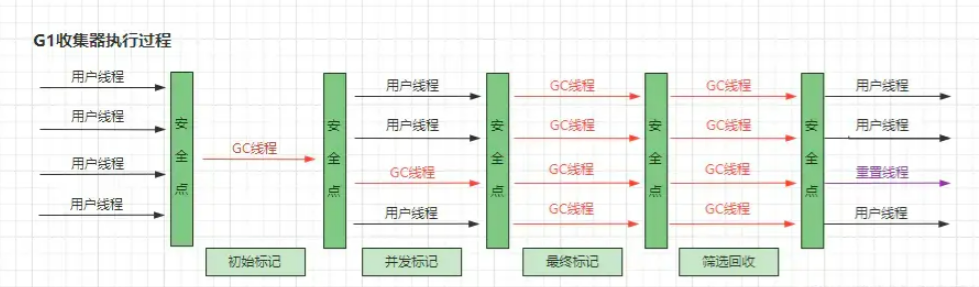 G1收集器执行过程
用户线程
用户线程
用户线程
用户线程
安全点
GC线程
安全点
用户线程
用户线程
GC线程
用户线程
安全点
GC线程
GC线程
GC线程
GC线程
安全点
GC线程
GC线程
GC线程
GC线程
安全点
用户线程
用户线程
重置线程
用户线程
初始标记
并发标记
最终标记
筛选回收